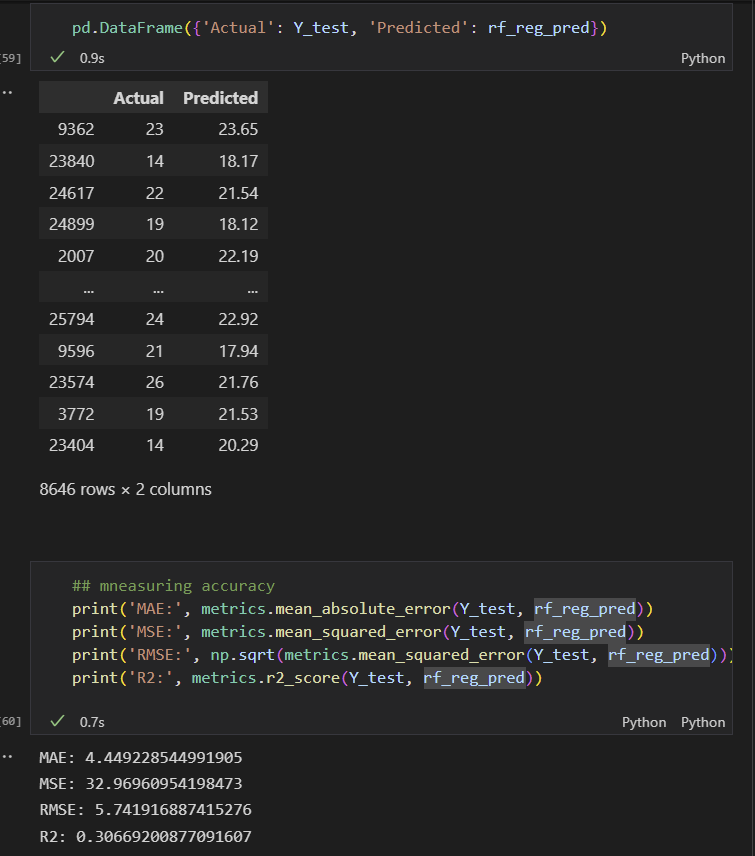 pd.DataFrame({'Actual': Y_test, 'Predicted': rf_reg_pred})
[59] ✓ 0.9s Python
Actual Predicted
9362 23 23.65
23840 14 18.17
24617 22 21.54
24899 19 18.12
2007 20 22.19
... ... ...
25794 24 22.92
9596 21 17.94
23574 26 21.76
3772 19 21.53
23404 14 20.29
8646 rows × 2 columns
## mneasuring accuracy
print('MAE:', metrics.mean_absolute_error(Y_test, rf_reg_pred))
print('MSE:', metrics.mean_squared_error(Y_test, rf_reg_pred))
print('RMSE:', np.sqrt(metrics.mean_squared_error(Y_test, rf_reg_pred)))
print('R2:', metrics.r2_score(Y_test, rf_reg_pred))
[60] ✓ 0.7s Python Python
MAE: 4.449228544991905
MSE: 32.96960954198473
RMSE: 5.741916887415276
R2: 0.30669200877091607